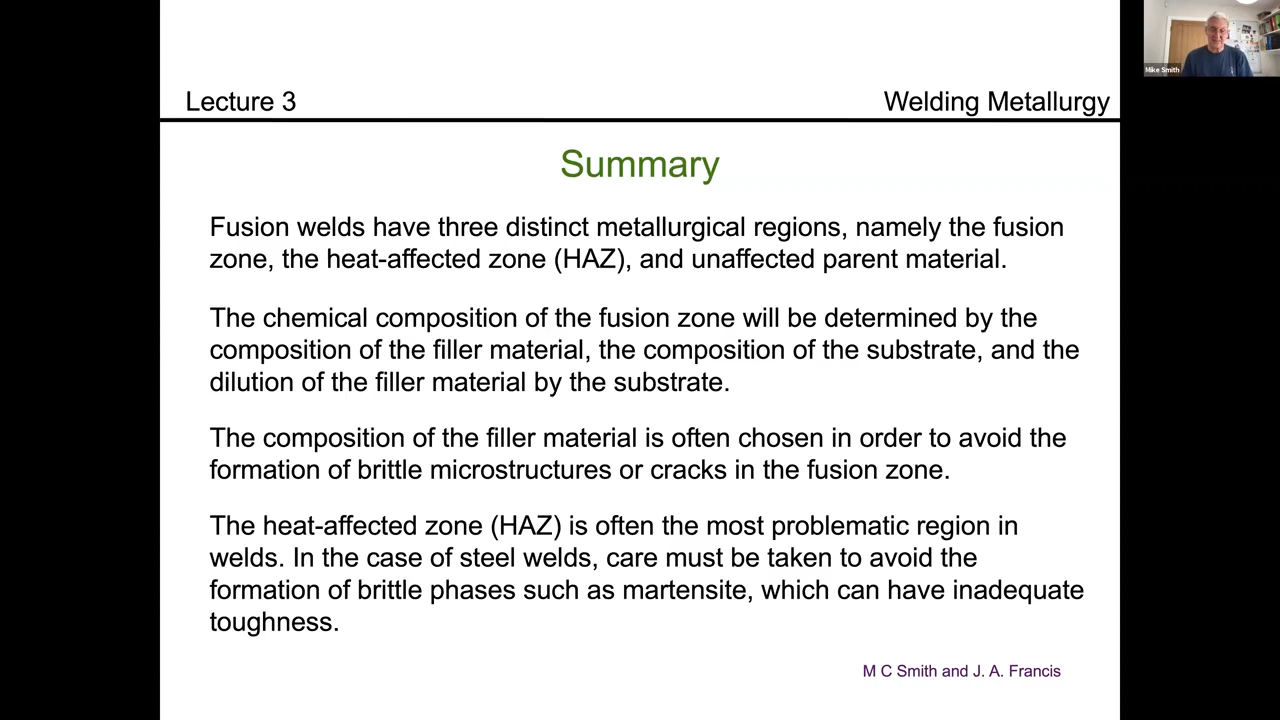 Lecture 3
Welding Metallurgy
Summary
Fusion welds have three distinct metallurgical regions, namely the fusion
zone, the heat-affected zone (HAZ), and unaffected parent material.
The chemical composition of the fusion zone will be determined by the
composition of the filler material, the composition of the substrate, and the
dilution of the filler material by the substrate.
The composition of the filler material is often chosen in order to avoid the
formation of brittle microstructures or cracks in the fusion zone.
The heat-affected zone (HAZ) is often the most problematic region in
welds. In the case of steel welds, care must be taken to avoid the
formation of brittle phases such as martensite, which can have inadequate
toughness.
M C Smith and J. A. Francis
Mike Smith